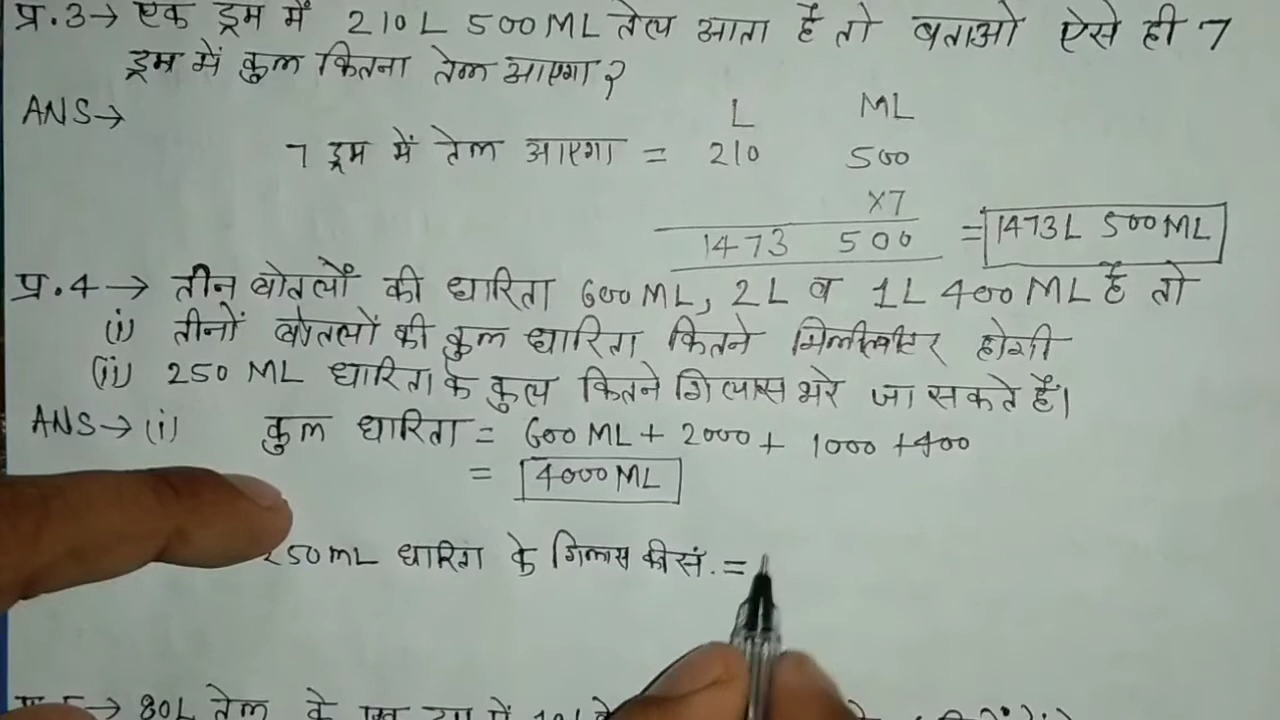 प्र.3→ एक ड्रम में 210L 500ML तेल आता है तो बताओ ऐसे ही 7
ड्रम में कुल कितना तेल आएगा?
ANS→
L ML
7 ड्रम में तेल आएगा = 210 500
×7
1473 500 = 1473L 500ML
प्र.4→ तीन बोतलों की धारिता 600ML, 2L व 1L 400ML है तो
(i) तीनों बोतलों की कुल धारिता कितने मिलीलीटर होगी
(ii) 250 ML धारिता के कुल कितने गिलास भरे जा सकते हैं।
ANS→(i) कुल धारिता = 600ML + 2000 + 1000 +400
= 4000ML
250ML धारिता के गिलास की सं. =
80L तेल के